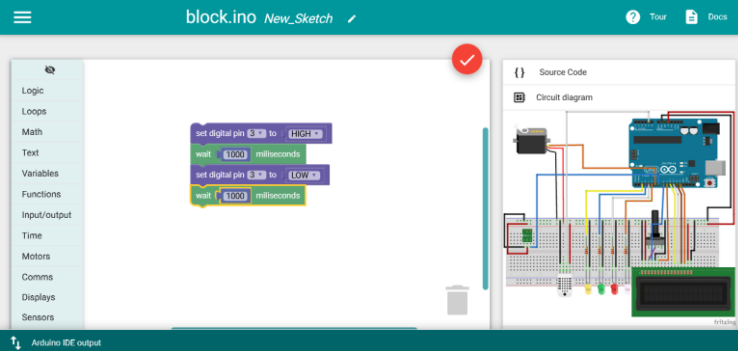 block.ino New_Sketch
Tour
Docs
Logic
Loops
Math
Text
Variables
Functions
Input/output
Time
Motors
Comms
Displays
Sensors
set digital pin 3 to HIGH
wait 1000 miliseconds
set digital pin 3 to LOW
wait 1000 miliseconds
{ } Source Code
Circuit diagram
fritzing
Arduino IDE output